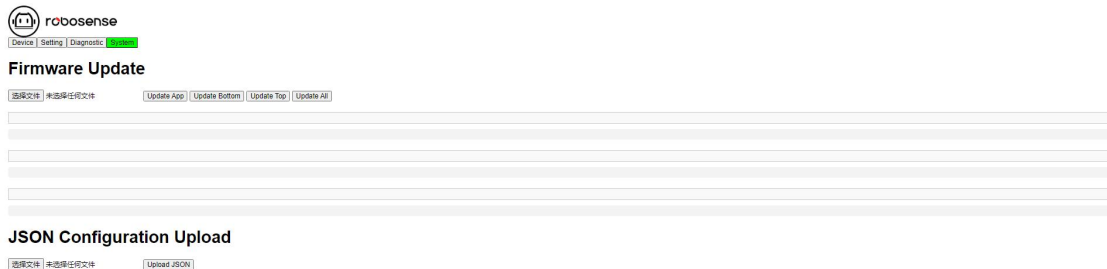 robosense
Device Setting Diagnostic System
Firmware Update
选择文件 未选择任何文件 Update App Update Bottom Update Top Update All
JSON Configuration Upload
选择文件 未选择任何文件 Upload JSON